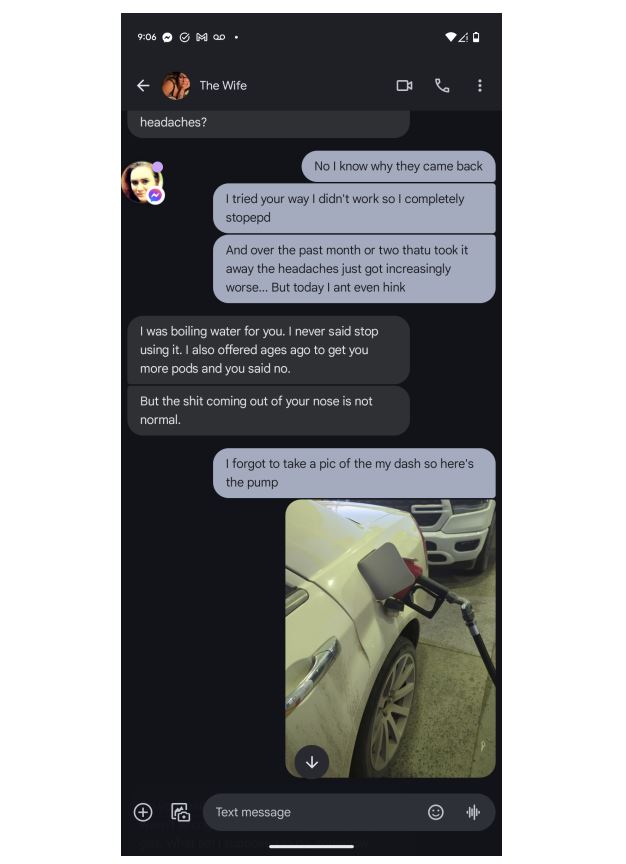 9:06
The Wife
headaches?
No I know why they came back
I tried your way I didn't work so I completely
stopepd
And over the past month or two thatu took it
away the headaches just got increasingly
worse... But today I ant even hink
I was boiling water for you. I never said stop
using it. I also offered ages ago to get you
more pods and you said no.
But the shit coming out of your nose is not
normal.
I forgot to take a pic of the my dash so here's
the pump
Text message